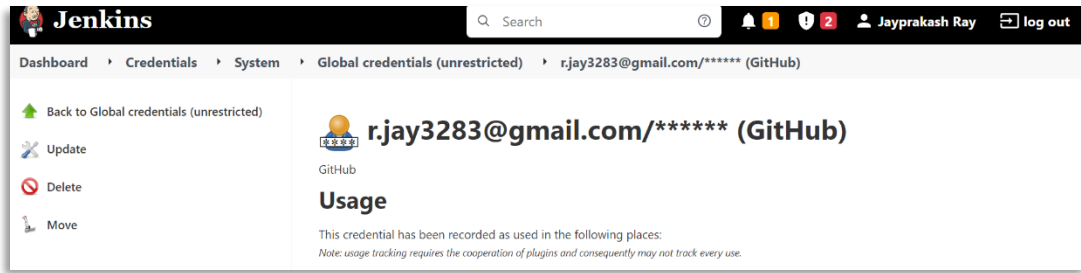 Jenkins
Search
1
2
Jayprakash Ray
log out
Dashboard
Credentials
System
Global credentials (unrestricted)
r.jay3283@gmail.com/****** (GitHub)
Back to Global credentials (unrestricted)
Update
Delete
Move
****
r.jay3283@gmail.com/****** (GitHub)
GitHub
Usage
This credential has been recorded as used in the following places:
Note: usage tracking requires the cooperation of plugins and consequently may not track every use.